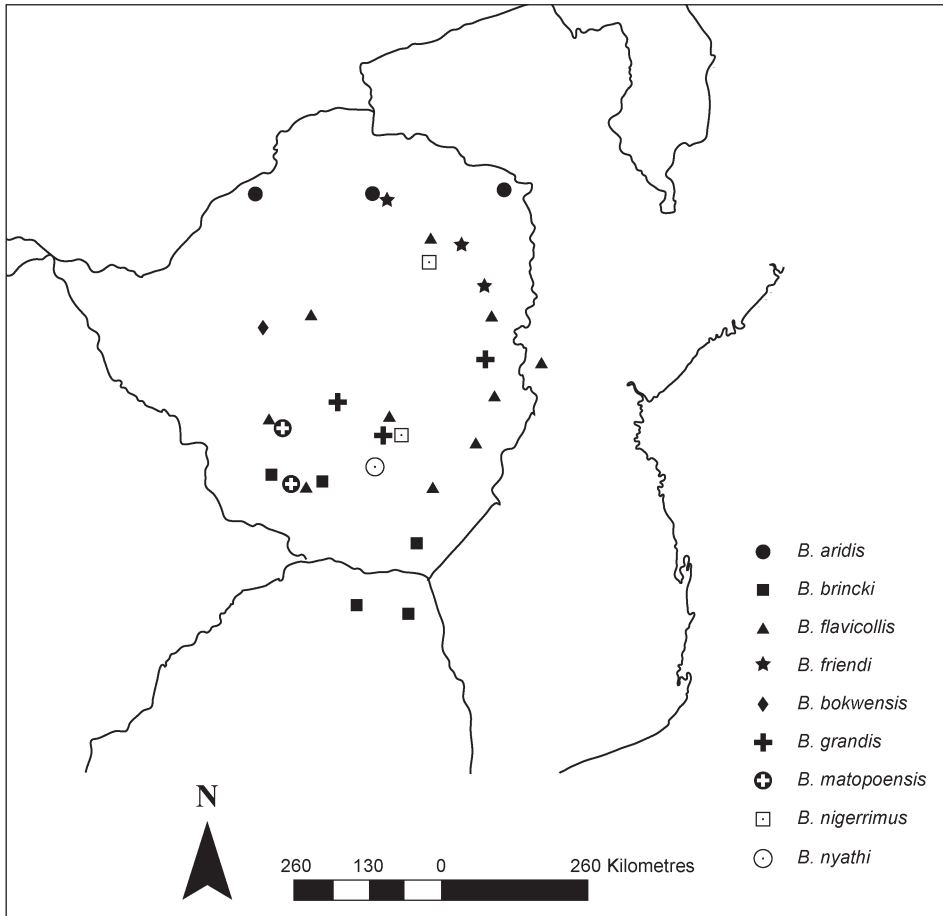 B. aridis
B. brincki
B. flavicollis
B. friendi
B. bokwensis
B. grandis
B. matopoensis
B. nigerrimus
B. nyathi
N
260 130 0 260 Kilometres